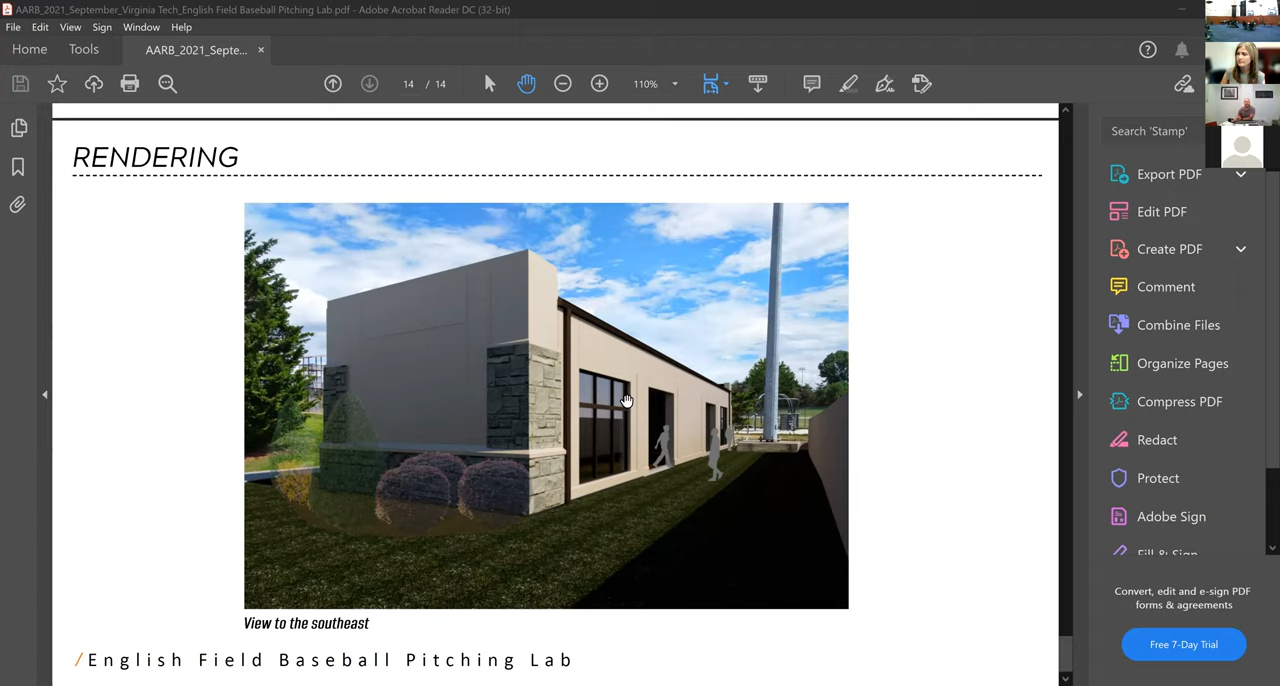 AARB_2021_September_Virginia Tech_English Field Baseball Pitching Lab.pdf - Adobe Acrobat Reader DC (32-bit)
File Edit View Sign Window Help
Home Tools AARB_2021_Septe... ×
14 / 14 110%
RENDERING
View to the southeast
/English Field Baseball Pitching Lab
Search 'Stamp'
Export PDF
Edit PDF
Create PDF
Comment
Combine Files
Organize Pages
Compress PDF
Redact
Protect
Adobe Sign
Fill & Sign
Convert, edit and e-sign PDF
forms & agreements
Free 7-Day Trial